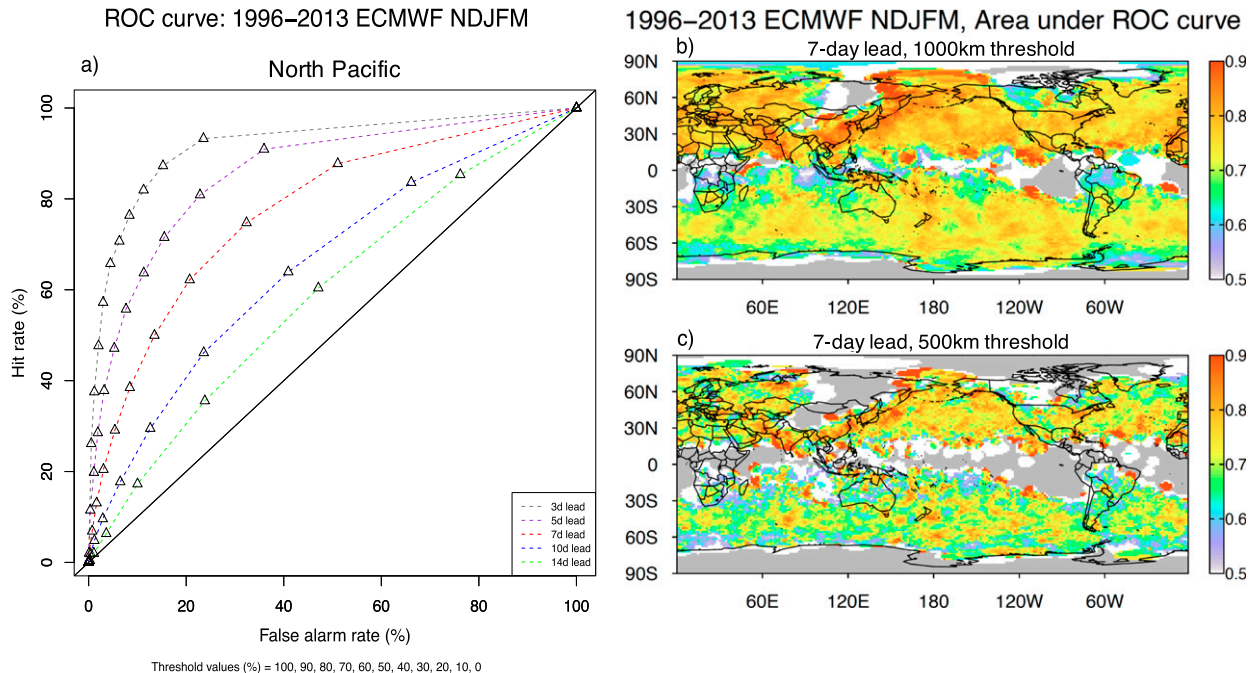 ROC curve: 1996−2013 ECMWF NDJFM
a)
North Pacific
100
80
60
40
20
0
Hit rate (%)
3d lead
5d lead
7d lead
10d lead
14d lead
0
20
40
60
80
100
False alarm rate (%)
Threshold values (%) = 100, 90, 80, 70, 60, 50, 40, 30, 20, 10, 0
1996−2013 ECMWF NDJFM, Area under ROC curve
b)
7-day lead, 1000km threshold
90N
60N
30N
0
30S
60S
90S
60E
120E
180
120W
60W
0.9
0.8
0.7
0.6
0.5
c)
7-day lead, 500km threshold
90N
60N
30N
0
30S
60S
90S
60E
120E
180
120W
60W
0.9
0.8
0.7
0.6
0.5